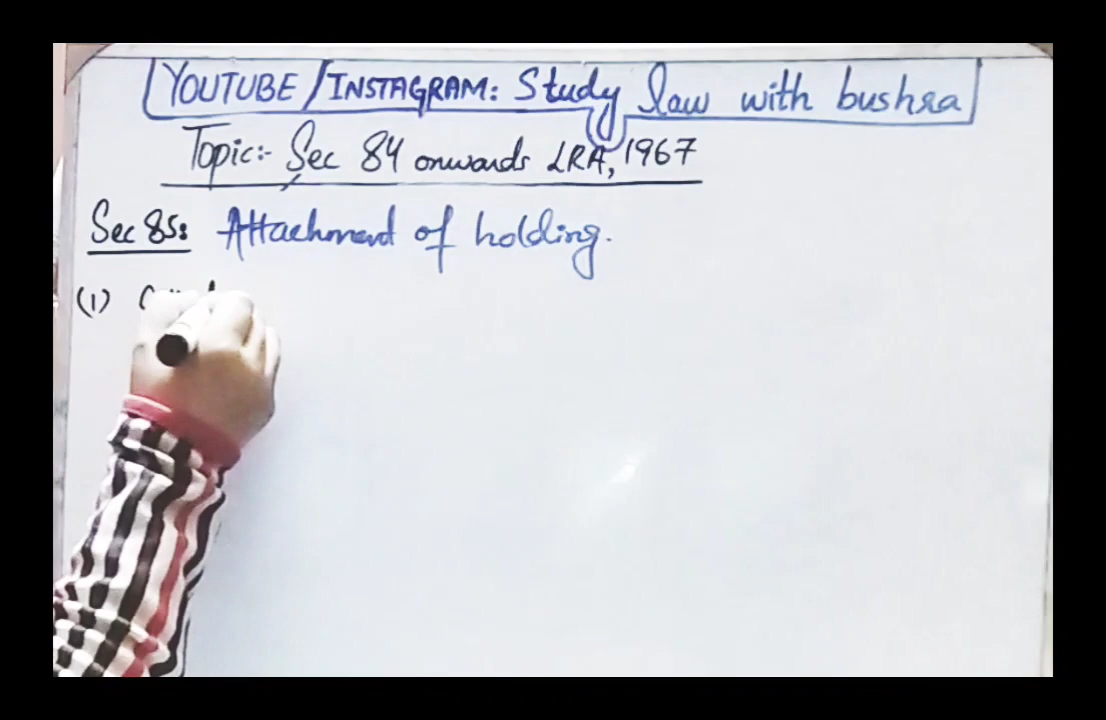 YOUTUBE/INSTAGRAM: Study law with bushra
Topic:- Sec 84 onwards LRA, 1967
Sec 85: Attachment of holding.
(1)